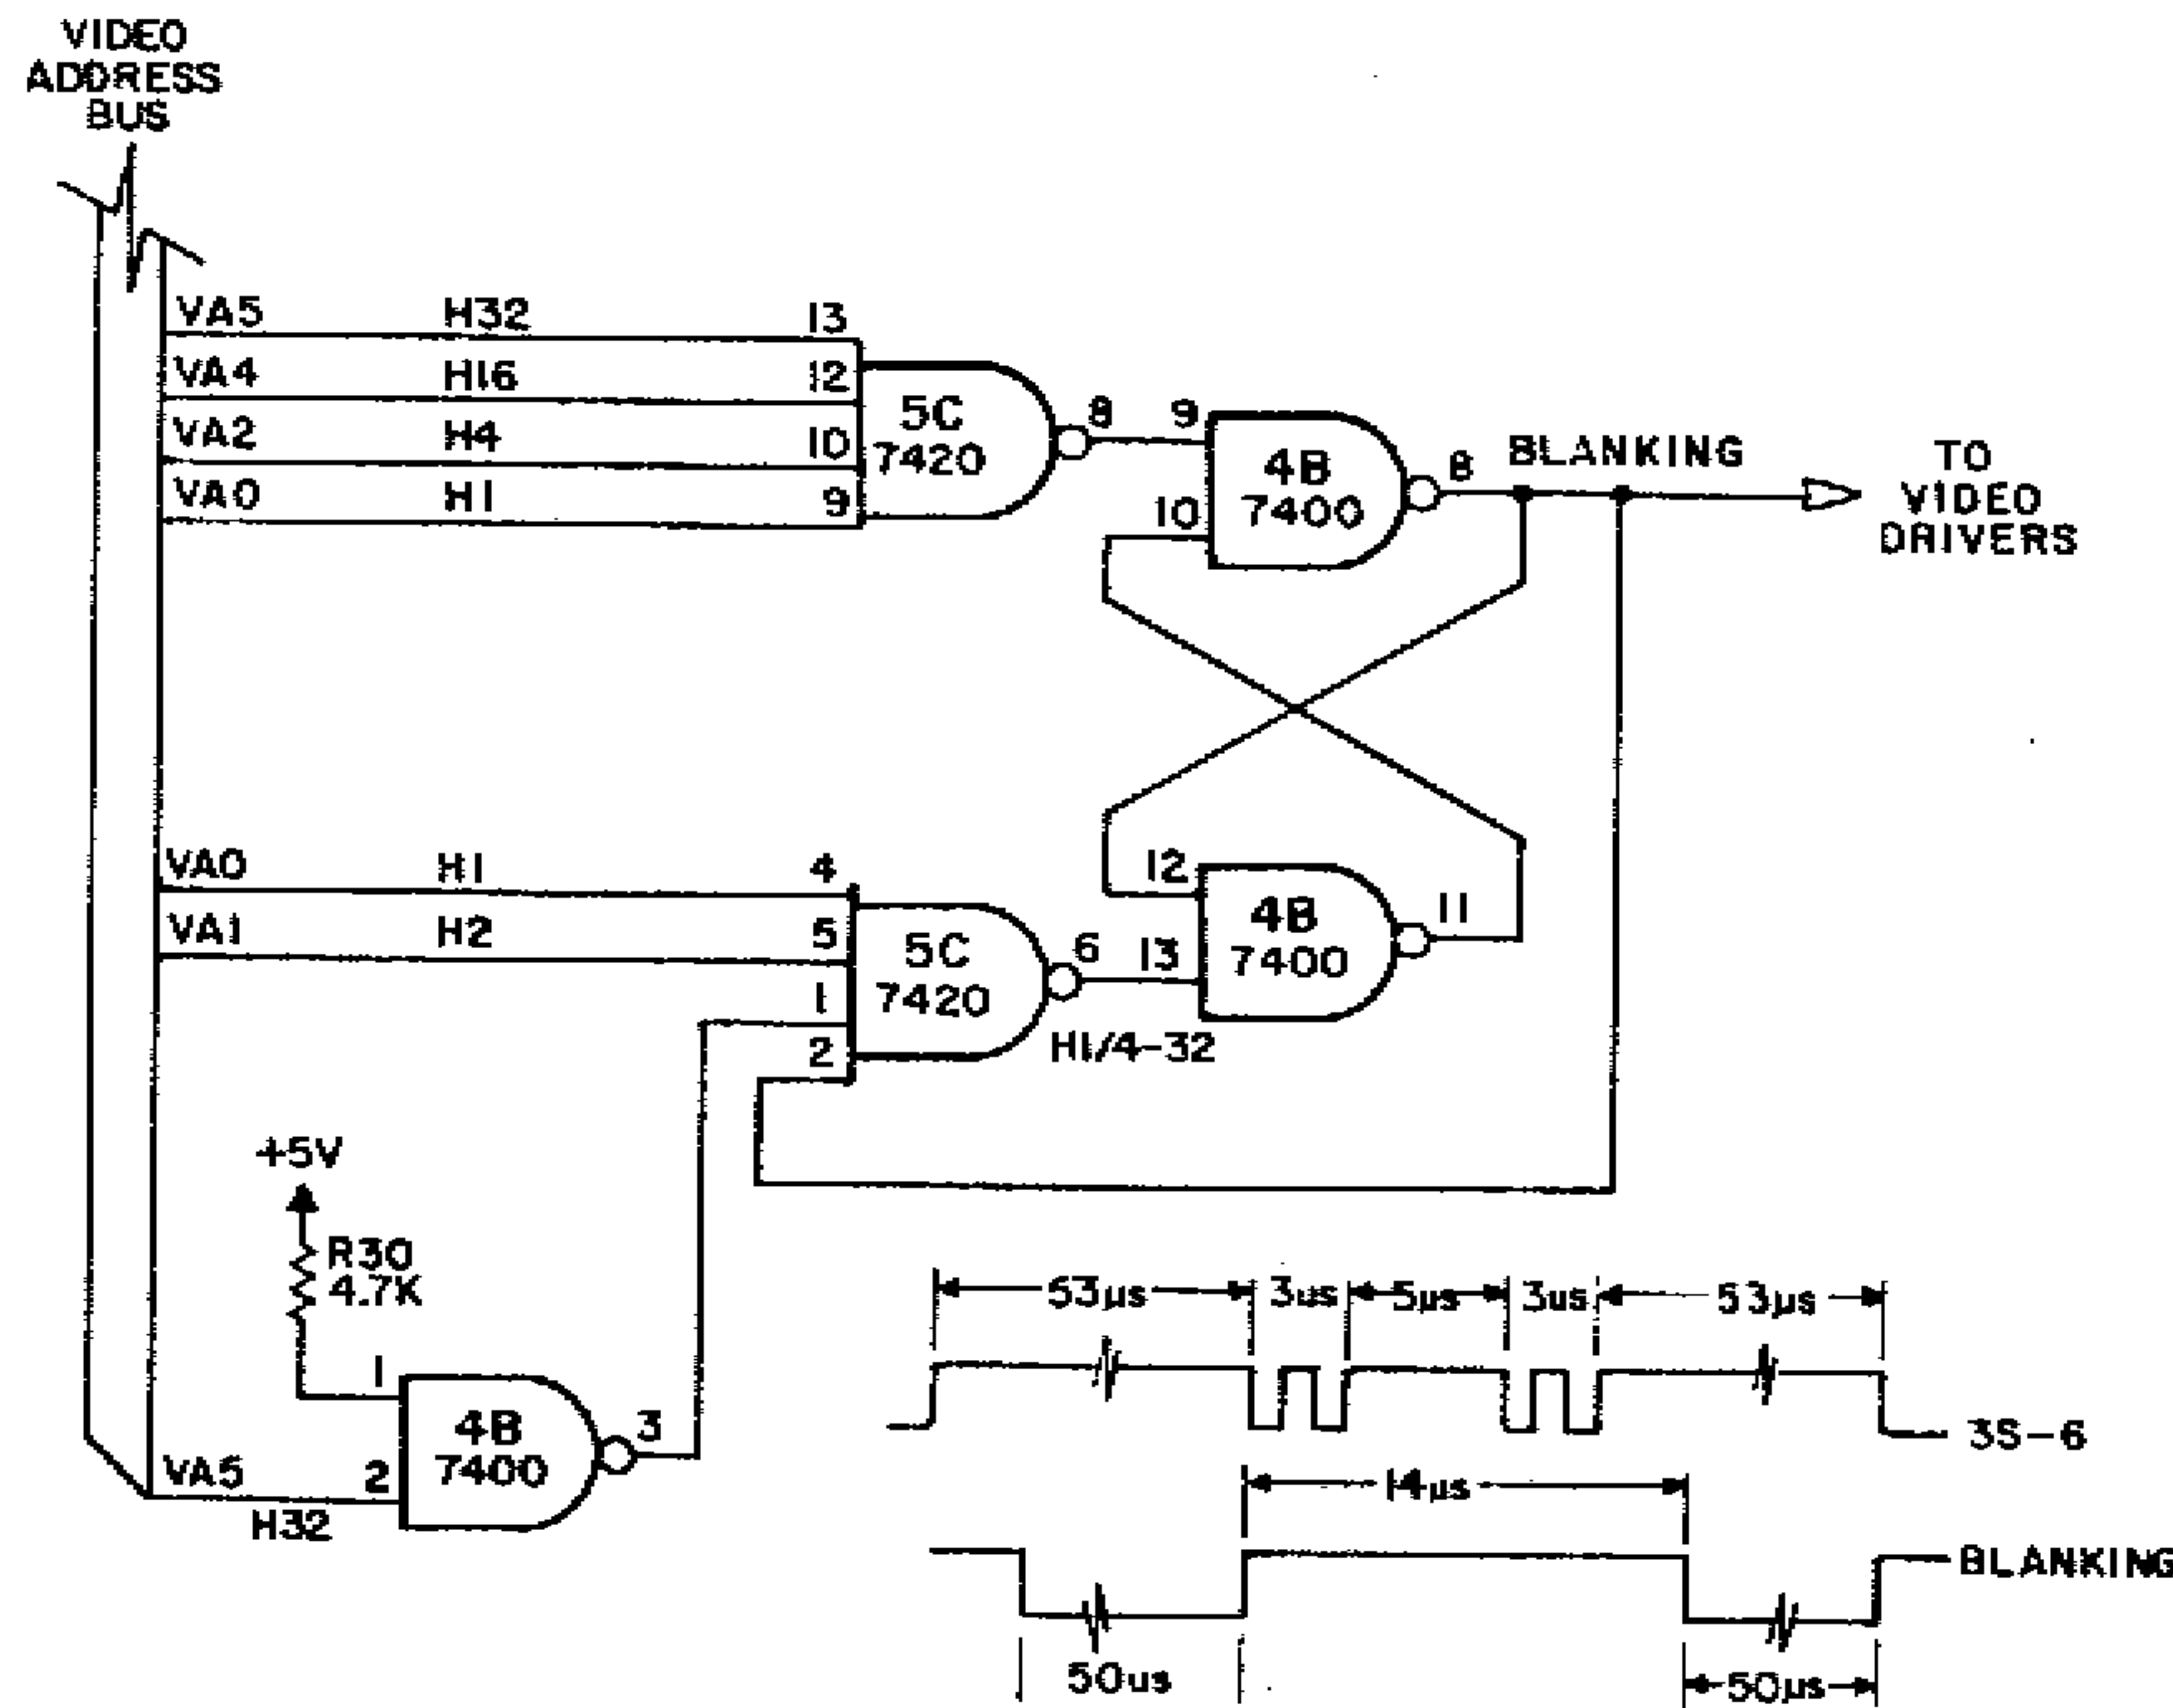 VIDEO
ADDRESS
BUS
VA5 H32 13
VA4 H16 12
VA2 H4 10
VA0 H1 9
5C
7420
8
9
10
4B
7400
8
BLANKING
TO
VIDEO
DRIVERS
VA0 H1 4
VA1 H2 5
1
2
5C
7420
6
H1/4-32
12
13
4B
7400
11
+5V
R30
4.7K
1
VA5 2
H32
4B
7400
3
53µs 3us 5µs 3us 53µs
3S-6
14µs
BLANKING
50us 50µs